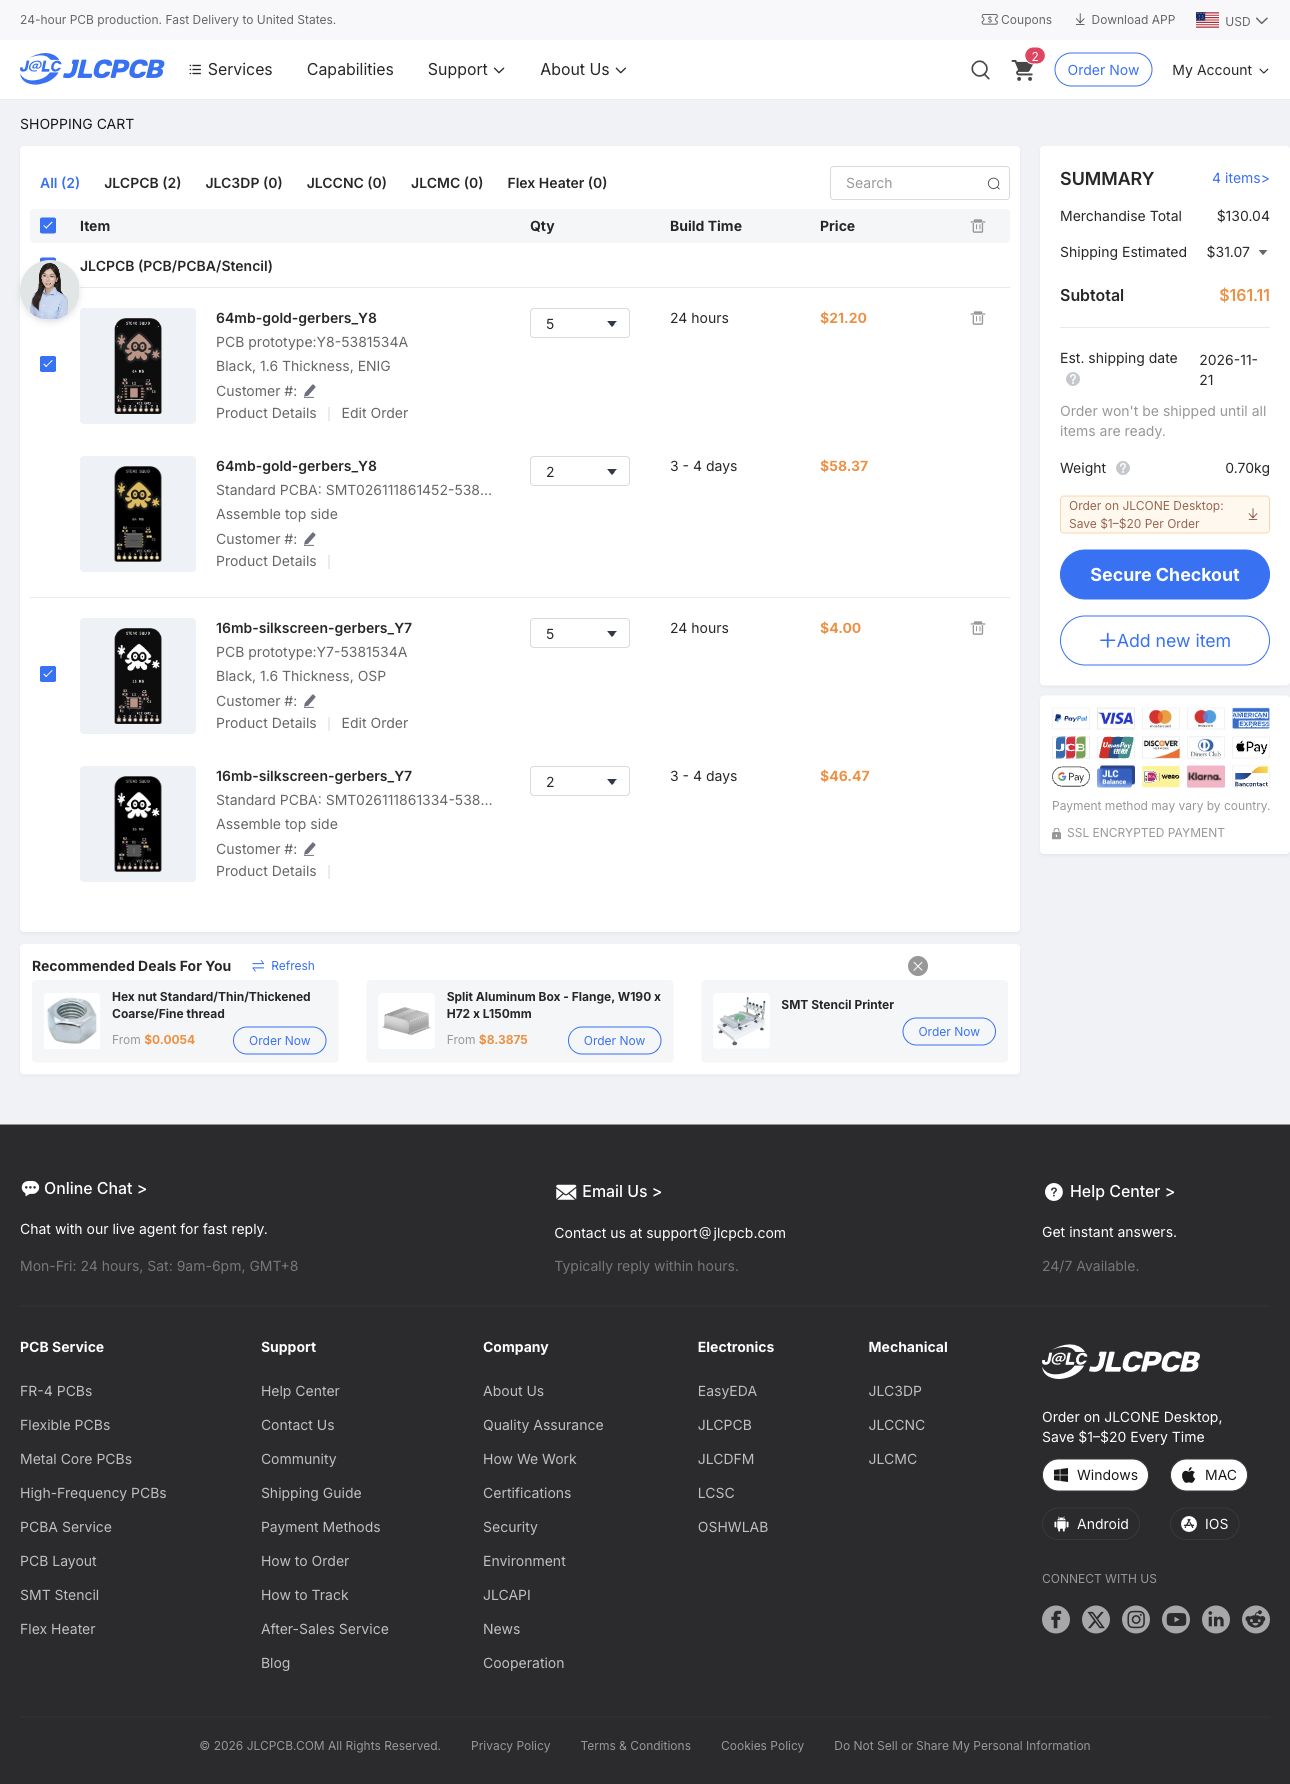 24-hour PCB production. Fast Delivery to United States.
Coupons
Download APP
USD
J@LC JLCPCB
Services
Capabilities
Support
About Us
2
Order Now
My Account
SHOPPING CART
All (2)
JLCPCB (2)
JLC3DP (0)
JLCCNC (0)
JLCMC (0)
Flex Heater (0)
Search
Item
Qty
Build Time
Price
JLCPCB (PCB/PCBA/Stencil)
64mb-gold-gerbers_Y8
PCB prototype:Y8-5381534A
Black, 1.6 Thickness, ENIG
Customer #:
Product Details
Edit Order
5
24 hours
$21.20
64mb-gold-gerbers_Y8
Standard PCBA: SMT026111861452-538...
Assemble top side
Customer #:
Product Details
2
3 - 4 days
$58.37
16mb-silkscreen-gerbers_Y7
PCB prototype:Y7-5381534A
Black, 1.6 Thickness, OSP
Customer #:
Product Details
Edit Order
5
24 hours
$4.00
16mb-silkscreen-gerbers_Y7
Standard PCBA: SMT026111861334-538...
Assemble top side
Customer #:
Product Details
2
3 - 4 days
$46.47
SUMMARY
4 items>
Merchandise Total
$130.04
Shipping Estimated
$31.07
Subtotal
$161.11
Est. shipping date
2026-11-
21
Order won't be shipped until all
items are ready.
Weight
0.70kg
Order on JLCONE Desktop:
Save $1–$20 Per Order
Secure Checkout
+Add new item
PayPal
VISA
mastercard
AMERICAN EXPRESS
JCB
UnionPay
DISCOVER
Diners Club
Pay
G Pay
JLC Balance
WERO
Klarna.
Bancontact
Payment method may vary by country.
SSL ENCRYPTED PAYMENT
Recommended Deals For You
Refresh
Hex nut Standard/Thin/Thickened
Coarse/Fine thread
From $0.0054
Order Now
Split Aluminum Box - Flange, W190 x
H72 x L150mm
From $8.3875
Order Now
SMT Stencil Printer
Order Now
Online Chat >
Chat with our live agent for fast reply.
Mon-Fri: 24 hours, Sat: 9am-6pm, GMT+8
Email Us >
Contact us at support@jlcpcb.com
Typically reply within hours.
Help Center >
Get instant answers.
24/7 Available.
PCB Service
FR-4 PCBs
Flexible PCBs
Metal Core PCBs
High-Frequency PCBs
PCBA Service
PCB Layout
SMT Stencil
Flex Heater
Support
Help Center
Contact Us
Community
Shipping Guide
Payment Methods
How to Order
How to Track
After-Sales Service
Blog
Company
About Us
Quality Assurance
How We Work
Certifications
Security
Environment
JLCAPI
News
Cooperation
Electronics
EasyEDA
JLCPCB
JLCDFM
LCSC
OSHWLAB
Mechanical
JLC3DP
JLCCNC
JLCMC
J@LC JLCPCB
Order on JLCONE Desktop,
Save $1–$20 Every Time
Windows
MAC
Android
IOS
CONNECT WITH US
© 2026 JLCPCB.COM All Rights Reserved.
Privacy Policy
Terms & Conditions
Cookies Policy
Do Not Sell or Share My Personal Information